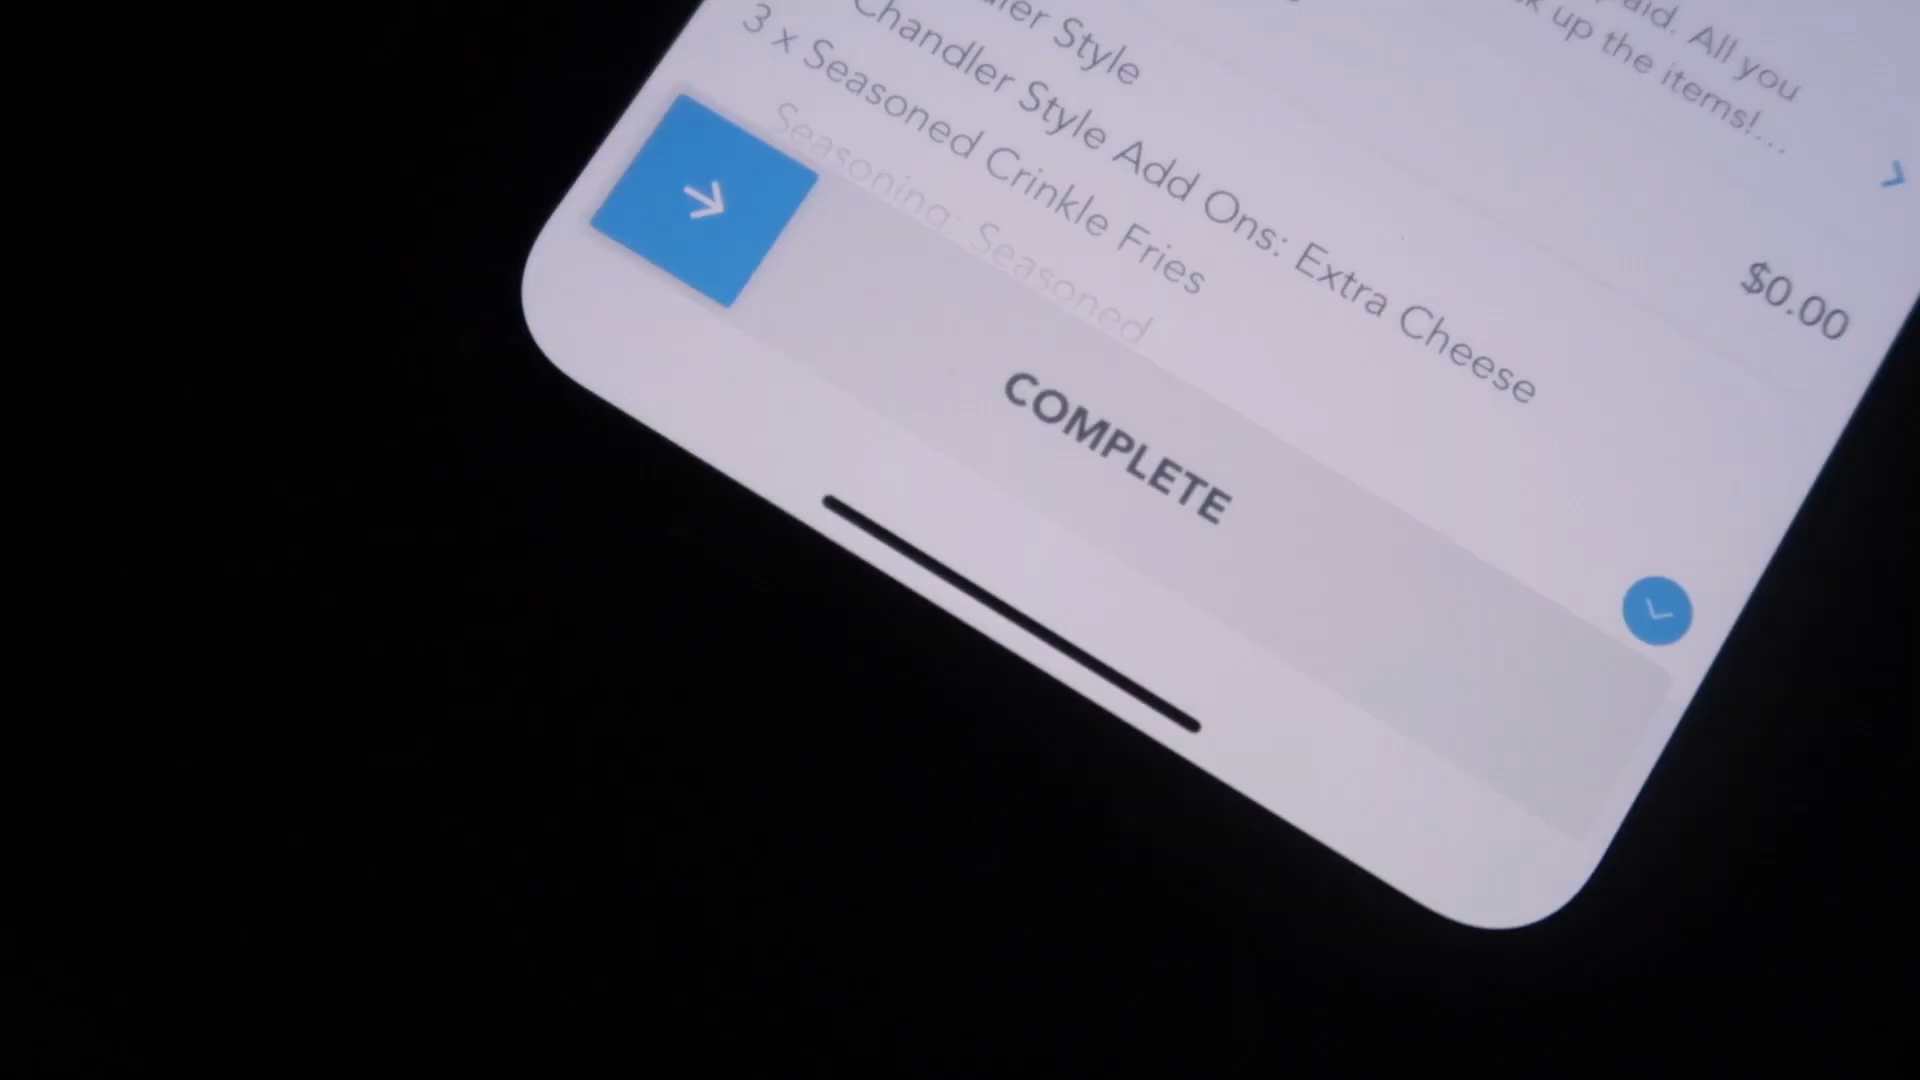 aid. All you
up the items!...
$0.00
Style
Chandler Style Add Ons: Extra Cheese
3 x Seasoned Crinkle Fries
Seasoning: Seasoned
COMPLETE